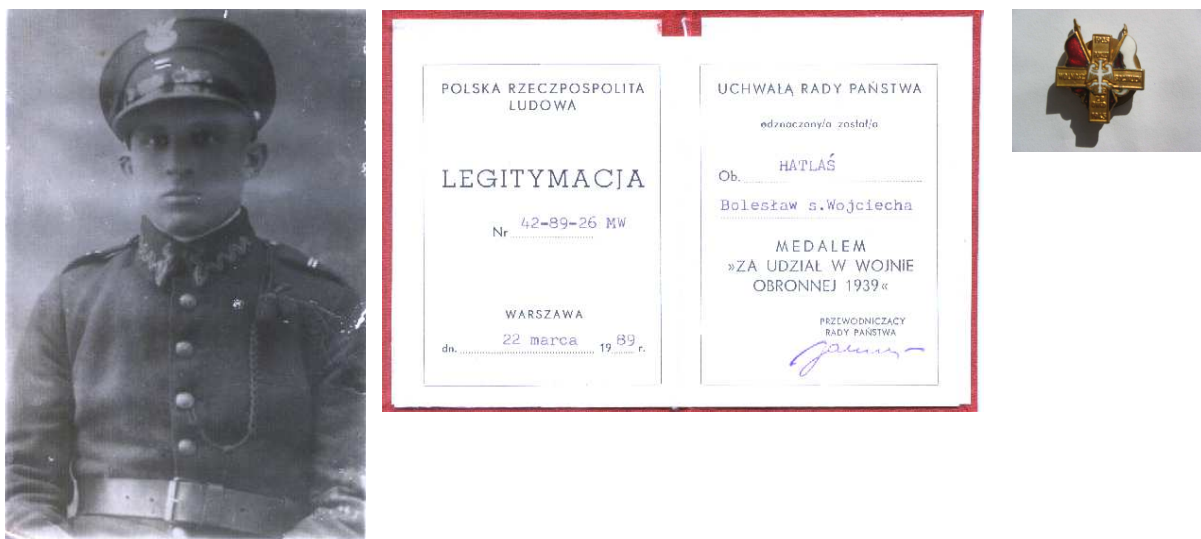 POLSKA RZECZPOSPOLITA
LUDOWA
LEGITYMACJA
Nr 42-89-26 MW
WARSZAWA
dn. 22 marca 1989 r.
UCHWAŁĄ RADY PAŃSTWA
odznaczony/a został/a
Ob. HATLAŚ
Bolesław s.Wojciecha
MEDALEM
»ZA UDZIAŁ W WOJNIE
OBRONNEJ 1939«
PRZEWODNICZĄCY
RADY PAŃSTWA